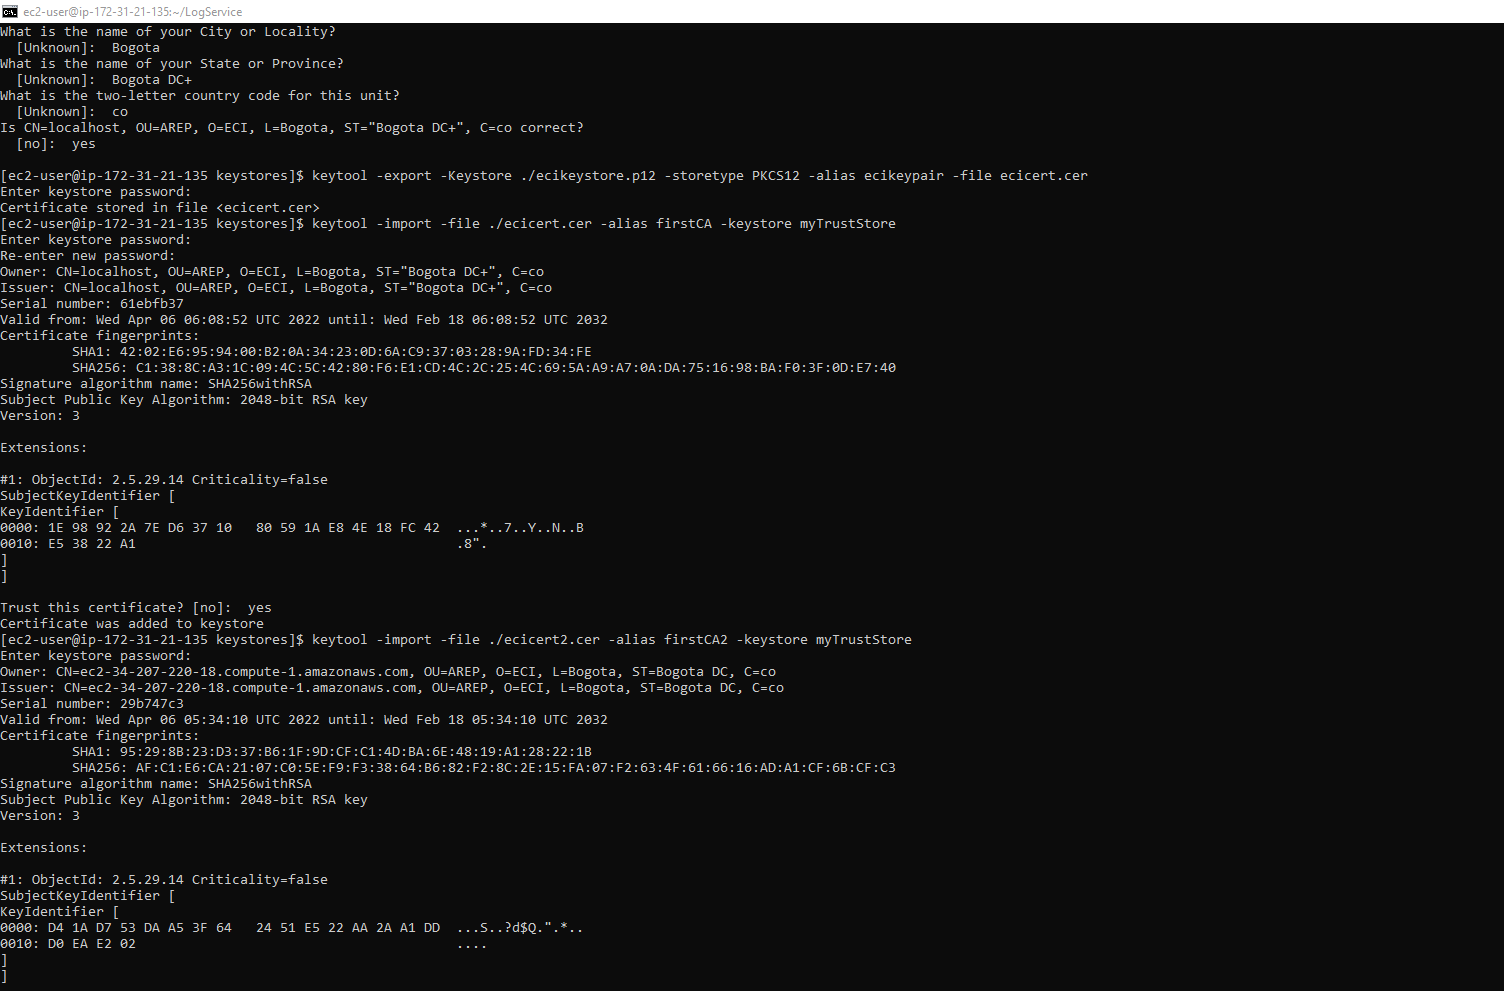 ec2-user@ip-172-31-21-135:~/LogService
What is the name of your City or Locality?
  [Unknown]:  Bogota
What is the name of your State or Province?
  [Unknown]:  Bogota DC+
What is the two-letter country code for this unit?
  [Unknown]:  co
Is CN=localhost, OU=AREP, O=ECI, L=Bogota, ST="Bogota DC+", C=co correct?
  [no]:  yes

[ec2-user@ip-172-31-21-135 keystores]$ keytool -export -Keystore ./ecikeystore.p12 -storetype PKCS12 -alias ecikeypair -file ecicert.cer
Enter keystore password:
Certificate stored in file <ecicert.cer>
[ec2-user@ip-172-31-21-135 keystores]$ keytool -import -file ./ecicert.cer -alias firstCA -keystore myTrustStore
Enter keystore password:
Re-enter new password:
Owner: CN=localhost, OU=AREP, O=ECI, L=Bogota, ST="Bogota DC+", C=co
Issuer: CN=localhost, OU=AREP, O=ECI, L=Bogota, ST="Bogota DC+", C=co
Serial number: 61ebfb37
Valid from: Wed Apr 06 06:08:52 UTC 2022 until: Wed Feb 18 06:08:52 UTC 2032
Certificate fingerprints:
         SHA1: 42:02:E6:95:94:00:B2:0A:34:23:0D:6A:C9:37:03:28:9A:FD:34:FE
         SHA256: C1:38:8C:A3:1C:09:4C:5C:42:80:F6:E1:CD:4C:2C:25:4C:69:5A:A9:A7:0A:DA:75:16:98:BA:F0:3F:0D:E7:40
Signature algorithm name: SHA256withRSA
Subject Public Key Algorithm: 2048-bit RSA key
Version: 3

Extensions:

#1: ObjectId: 2.5.29.14 Criticality=false
SubjectKeyIdentifier [
KeyIdentifier [
0000: 1E 98 92 2A 7E D6 37 10   80 59 1A E8 4E 18 FC 42  ...*..7..Y..N..B
0010: E5 38 22 A1                                        .8".
]
]

Trust this certificate? [no]:  yes
Certificate was added to keystore
[ec2-user@ip-172-31-21-135 keystores]$ keytool -import -file ./ecicert2.cer -alias firstCA2 -keystore myTrustStore
Enter keystore password:
Owner: CN=ec2-34-207-220-18.compute-1.amazonaws.com, OU=AREP, O=ECI, L=Bogota, ST=Bogota DC, C=co
Issuer: CN=ec2-34-207-220-18.compute-1.amazonaws.com, OU=AREP, O=ECI, L=Bogota, ST=Bogota DC, C=co
Serial number: 29b747c3
Valid from: Wed Apr 06 05:34:10 UTC 2022 until: Wed Feb 18 05:34:10 UTC 2032
Certificate fingerprints:
         SHA1: 95:29:8B:23:D3:37:B6:1F:9D:CF:C1:4D:BA:6E:48:19:A1:28:22:1B
         SHA256: AF:C1:E6:CA:21:07:C0:5E:F9:F3:38:64:B6:82:F2:8C:2E:15:FA:07:F2:63:4F:61:66:16:AD:A1:CF:6B:CF:C3
Signature algorithm name: SHA256withRSA
Subject Public Key Algorithm: 2048-bit RSA key
Version: 3

Extensions:

#1: ObjectId: 2.5.29.14 Criticality=false
SubjectKeyIdentifier [
KeyIdentifier [
0000: D4 1A D7 53 DA A5 3F 64   24 51 E5 22 AA 2A A1 DD  ...S..?d$Q.".*..
0010: D0 EA E2 02                                        ....
]
]